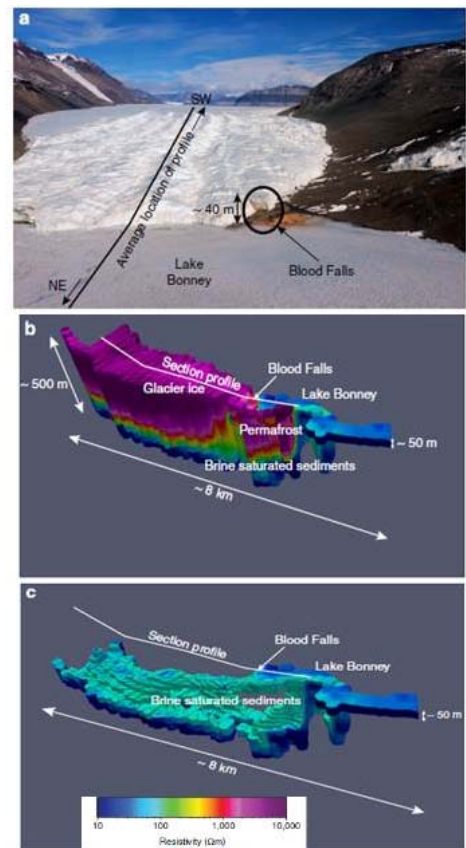 a
SW
Average location of profile
~ 40 m
NE
Lake
Bonney
Blood Falls
b
Section profile
Blood Falls
~ 500 m
Glacier ice
Lake Bonney
Permafrost
~ 50 m
Brine saturated sediments
~ 8 km
c
Section profile
Blood Falls
Lake Bonney
Brine saturated sediments
~ 50 m
~ 8 km
10 100 1,000 10,000
Resistivity (Ωm)